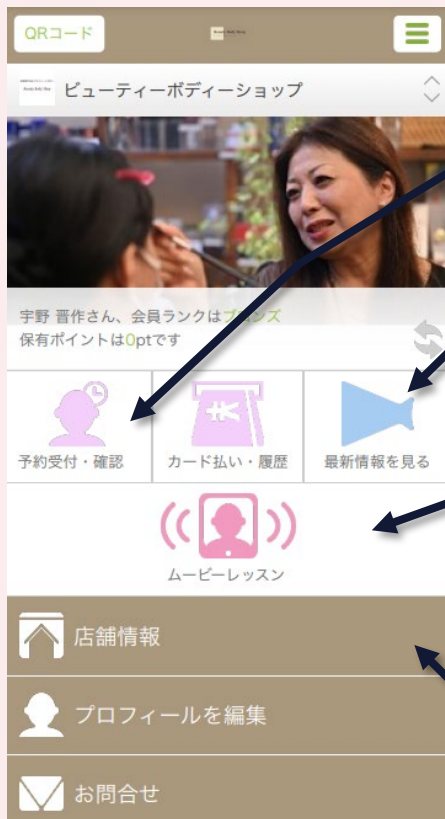 QRコード
Beauty Body Shop
ビューティーボディーショップ
宇野 晋作さん、会員ランクはブロンズ
保有ポイントは0ptです
予約受付・確認
カード払い・履歴
最新情報を見る
ムービーレッスン
店舗情報
プロフィールを編集
お問合せ